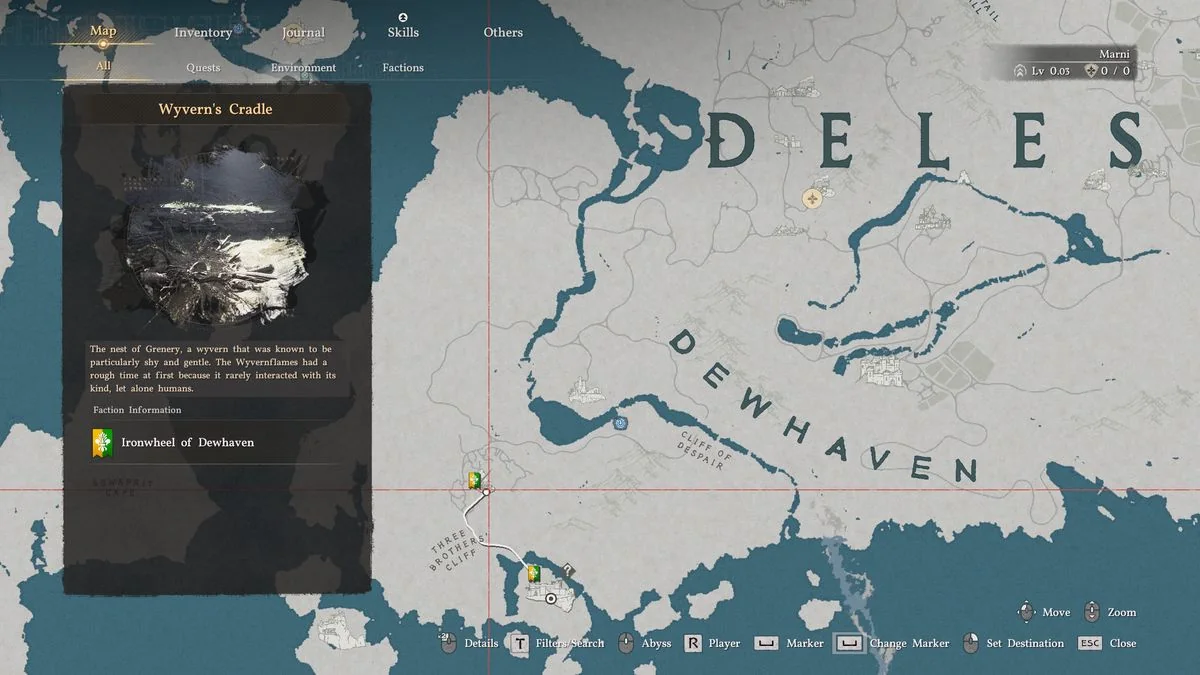 Map
Inventory
Journal
Skills
Others
All
Quests
Environment
Factions
Marni
Lv 0.03
0 / 0
Wyvern's Cradle
The nest of Grenery, a wyvern that was known to be
particularly shy and gentle. The Wyvernflames had a
rough time at first because it rarely interacted with its
kind, let alone humans.
Faction Information
Ironwheel of Dewhaven
DELES
DEWHAVEN
CLIFF OF
DESPAIR
THREE
BROTHERS'
CLIFF
?
Details
T Filters/Search
Abyss
R Player
Marker
Change Marker
Move
Zoom
Set Destination
ESC Close